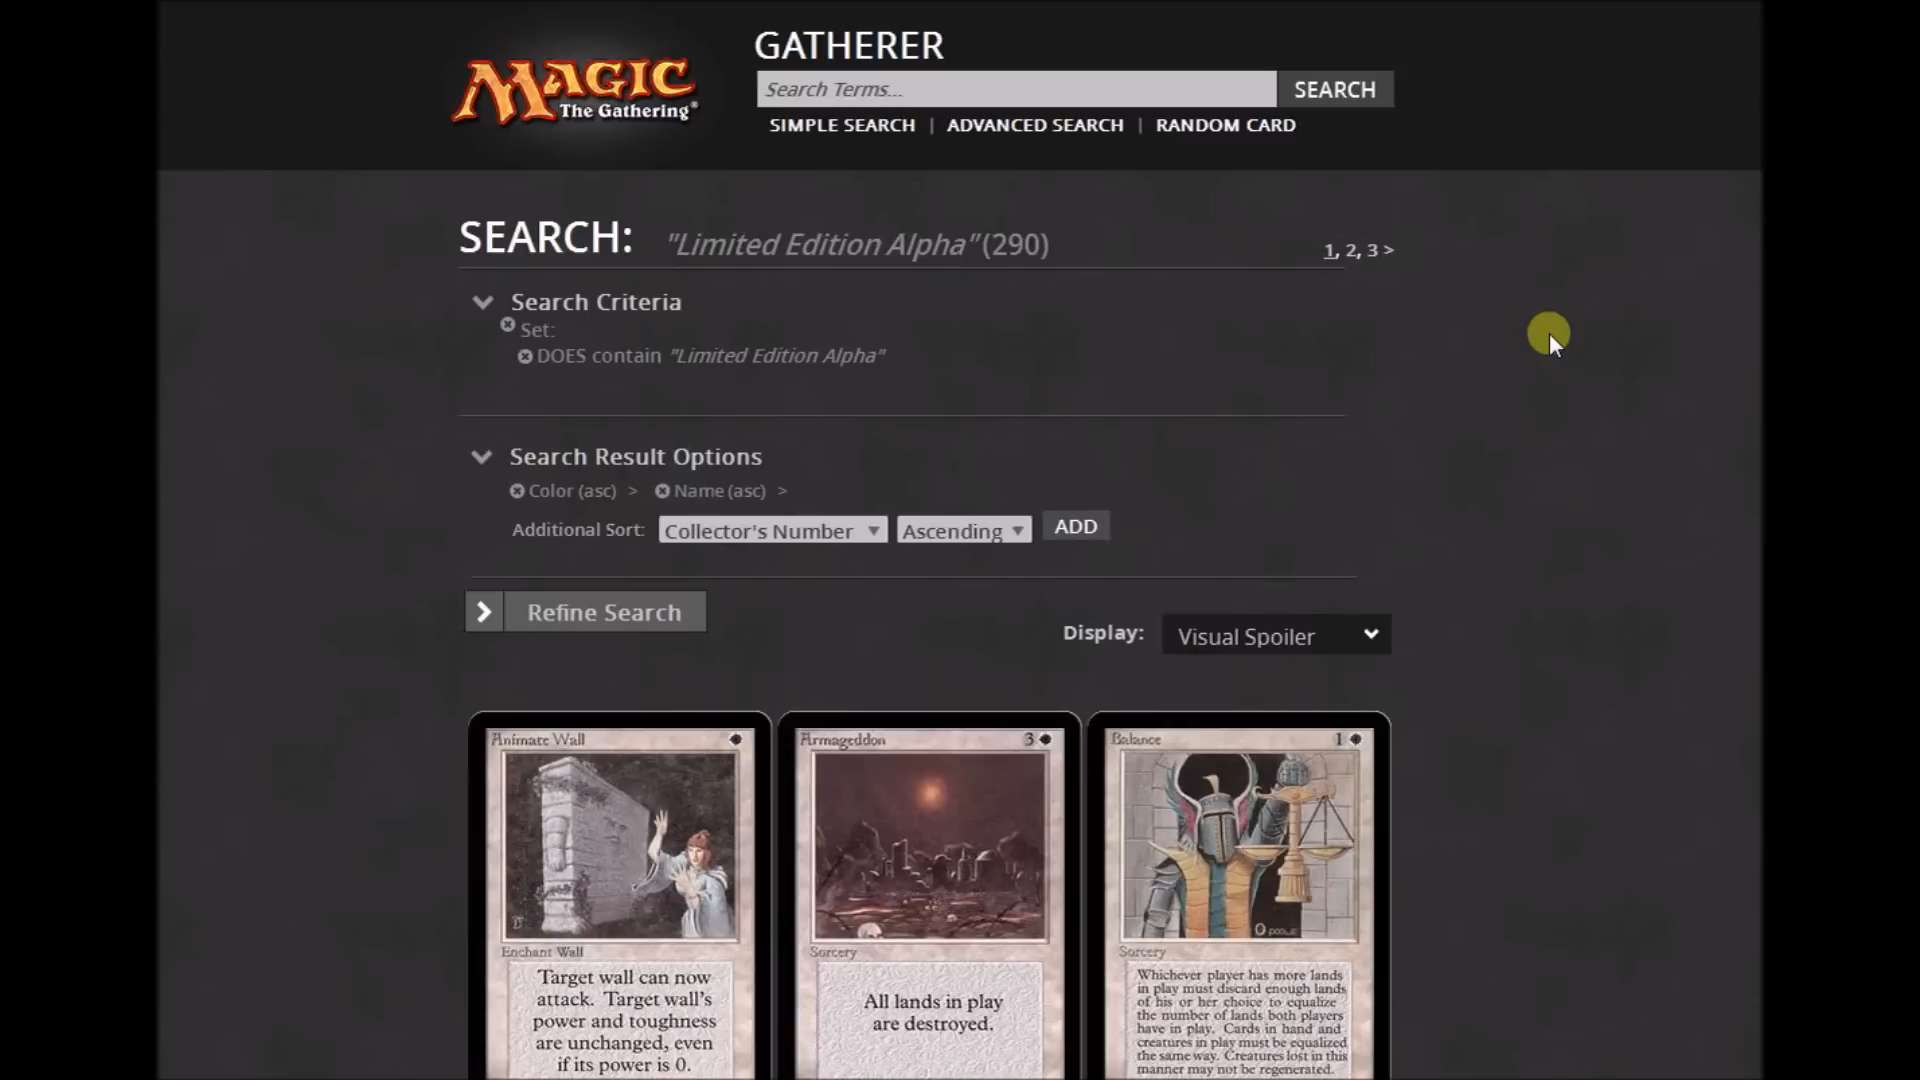 MAGIC
The Gathering®
GATHERER
Search Terms...
SEARCH
SIMPLE SEARCH | ADVANCED SEARCH | RANDOM CARD
SEARCH: "Limited Edition Alpha" (290)
1, 2, 3 >
Search Criteria
Set:
DOES contain "Limited Edition Alpha"
Search Result Options
Color (asc) > Name (asc) >
Additional Sort: Collector's Number Ascending ADD
Refine Search
Display: Visual Spoiler
Animate Wall
Enchant Wall
Target wall can now
attack. Target wall's
power and toughness
are unchanged, even
if its power is 0.
Armageddon 3
Sorcery
All lands in play
are destroyed.
Balance 1
Sorcery
Whichever player has more lands
in play must discard enough lands
of his or her choice to equalize
the number of lands both players
have in play. Cards in hand and
creatures in play must be equalized
the same way. Creatures lost in this
manner may not be regenerated.